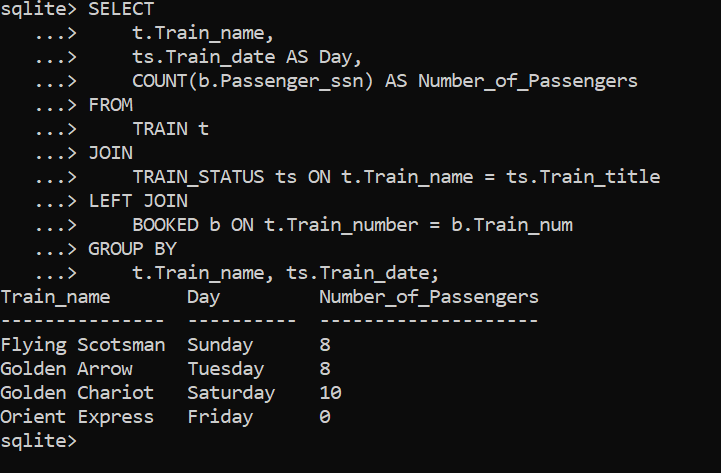 sqlite> SELECT
   ...>     t.Train_name,
   ...>     ts.Train_date AS Day,
   ...>     COUNT(b.Passenger_ssn) AS Number_of_Passengers
   ...> FROM
   ...>     TRAIN t
   ...> JOIN
   ...>     TRAIN_STATUS ts ON t.Train_name = ts.Train_title
   ...> LEFT JOIN
   ...>     BOOKED b ON t.Train_number = b.Train_num
   ...> GROUP BY
   ...>     t.Train_name, ts.Train_date;
Train_name       Day         Number_of_Passengers
---------------  ----------  --------------------
Flying Scotsman  Sunday      8
Golden Arrow     Tuesday     8
Golden Chariot   Saturday    10
Orient Express   Friday      0
sqlite>